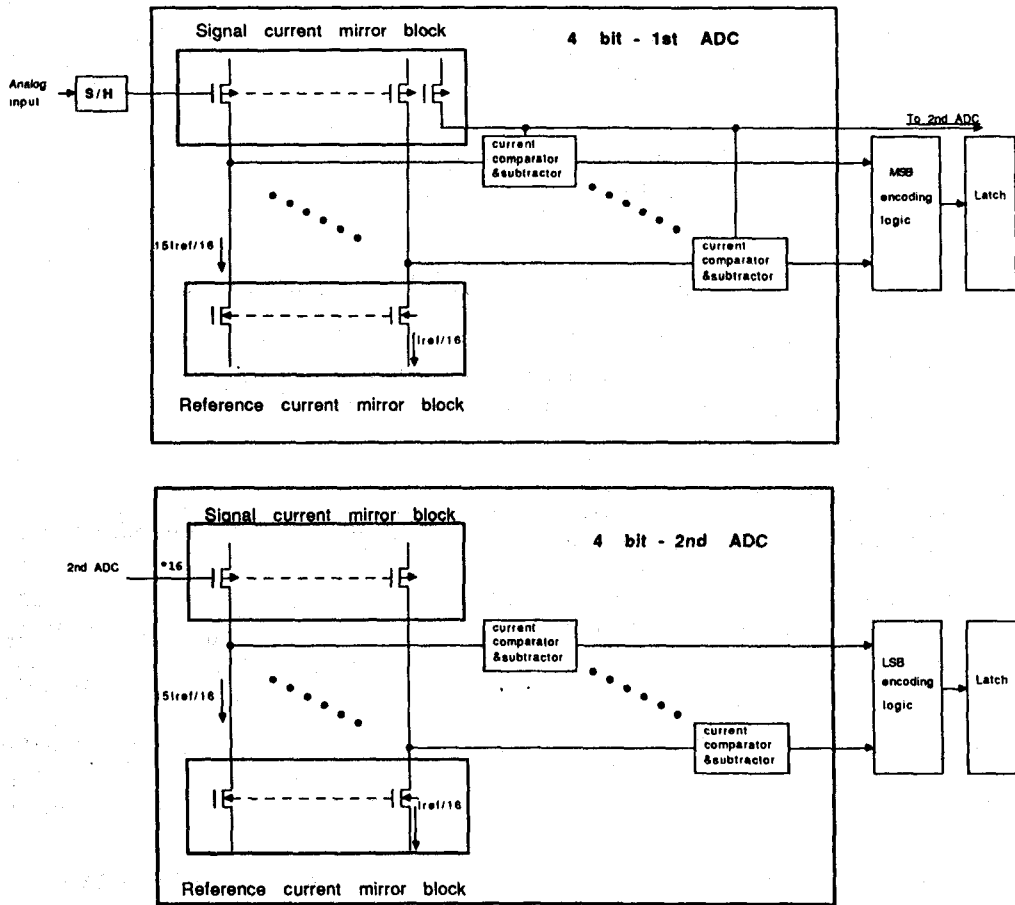 Signal current mirror block
4 bit - 1st ADC
Analog
input
S/H
To 2nd ADC
current
comparator
&subtractor
MSB
encoding
logic
Latch
15Iref/16
current
comparator
&subtractor
Iref/16
Reference current mirror block
Signal current mirror block
4 bit - 2nd ADC
2nd ADC
*16
current
comparator
&subtractor
LSB
encoding
logic
Latch
5Iref/16
current
comparator
&subtractor
Iref/16
Reference current mirror block